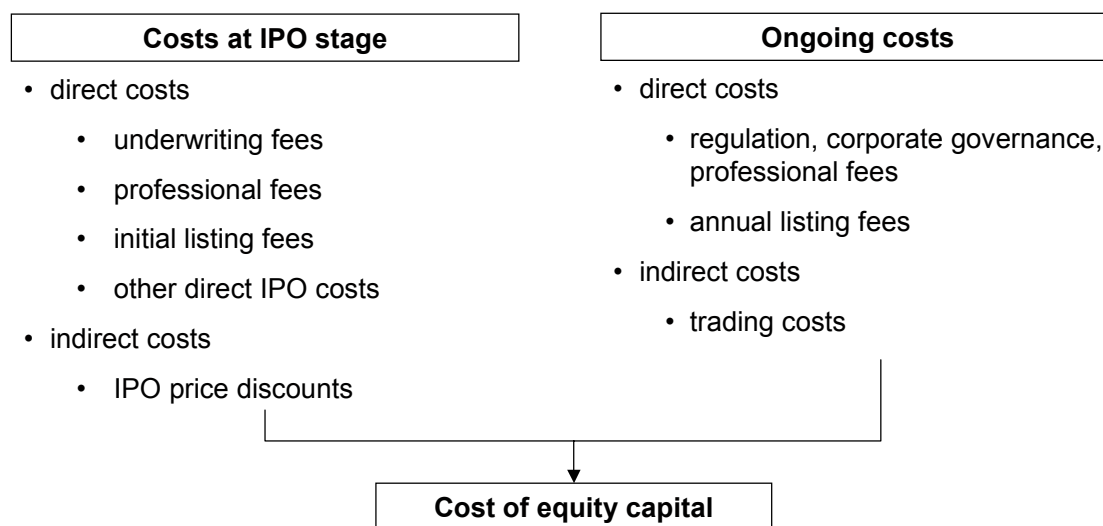 Costs at IPO stage
• direct costs
• underwriting fees
• professional fees
• initial listing fees
• other direct IPO costs
• indirect costs
• IPO price discounts
Ongoing costs
• direct costs
• regulation, corporate governance,
professional fees
• annual listing fees
• indirect costs
• trading costs
Cost of equity capital